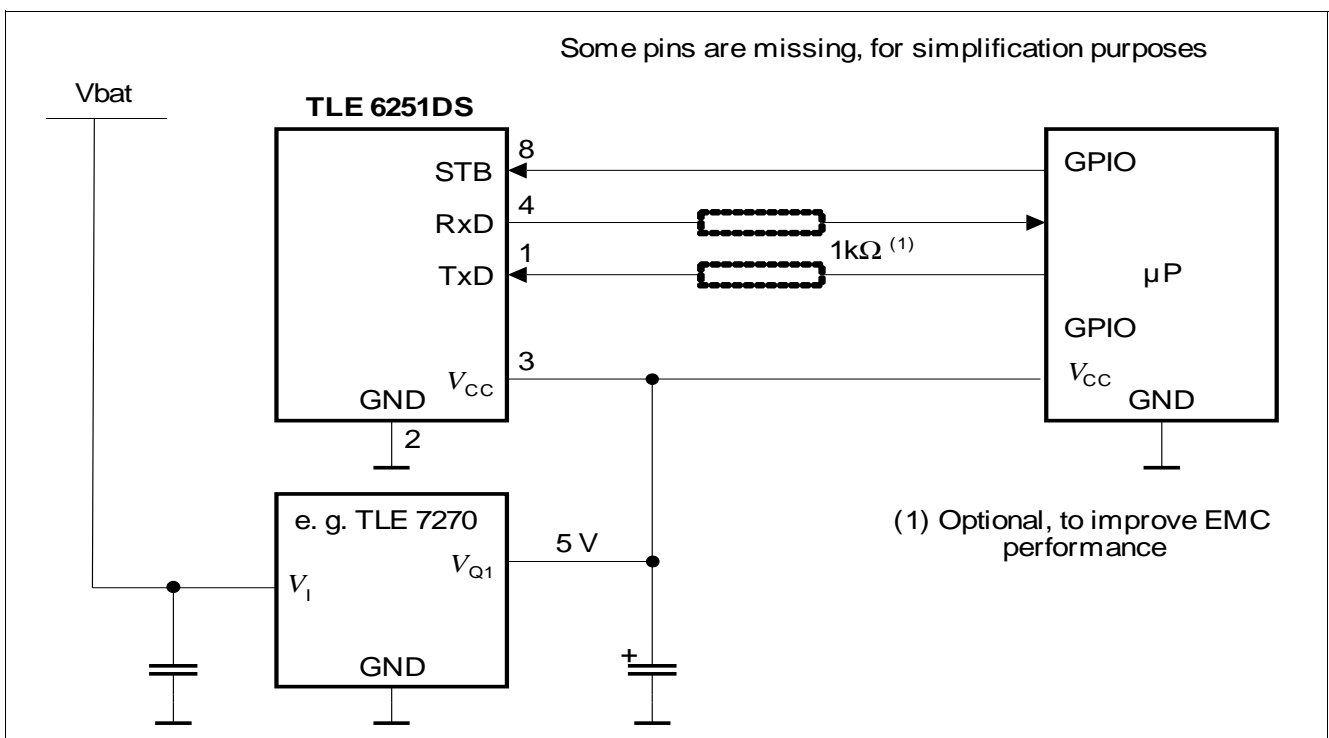 Some pins are missing, for simplification purposes
Vbat
TLE 6251DS
STB
8
GPIO
RxD
4
1kΩ (1)
TxD
1
µP
GPIO
VCC
3
VCC
GND
2
GND
e. g. TLE 7270
5 V
VI
VQ1
GND
+
(1) Optional, to improve EMC
performance